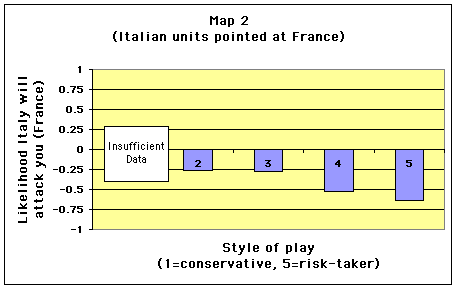 Map 2
(Italian units pointed at France)
Likelihood Italy will
attack you (France)
1
0.75
0.5
0.25
0
-0.25
-0.5
-0.75
-1
Insufficient
Data
2
3
4
5
Style of play
(1=conservative, 5=risk-taker)